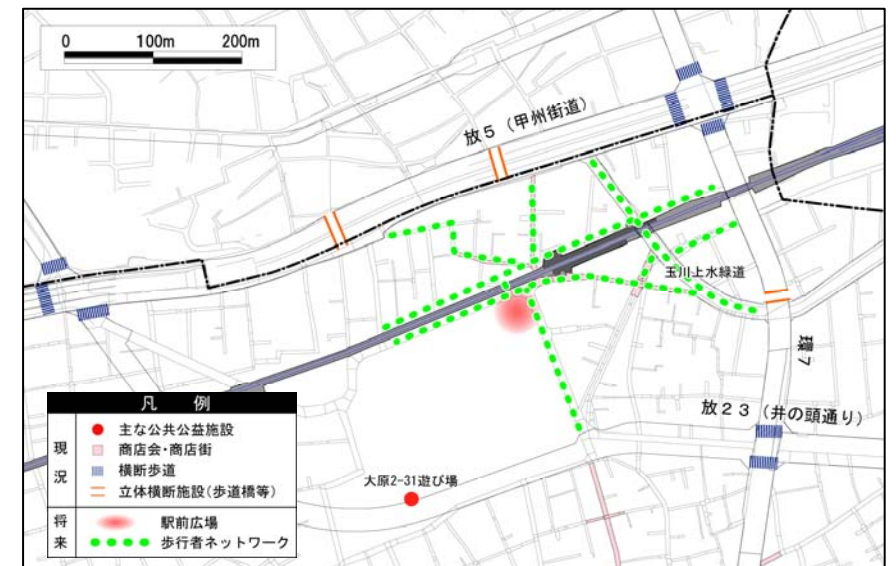 0 100m 200m
放5（甲州街道）
玉川上水緑道
環7
放23（井の頭通り）
大原2-31遊び場
凡 例
現況
主な公共公益施設
商店会・商店街
横断歩道
立体横断施設(歩道橋等)
将来
駅前広場
歩行者ネットワーク